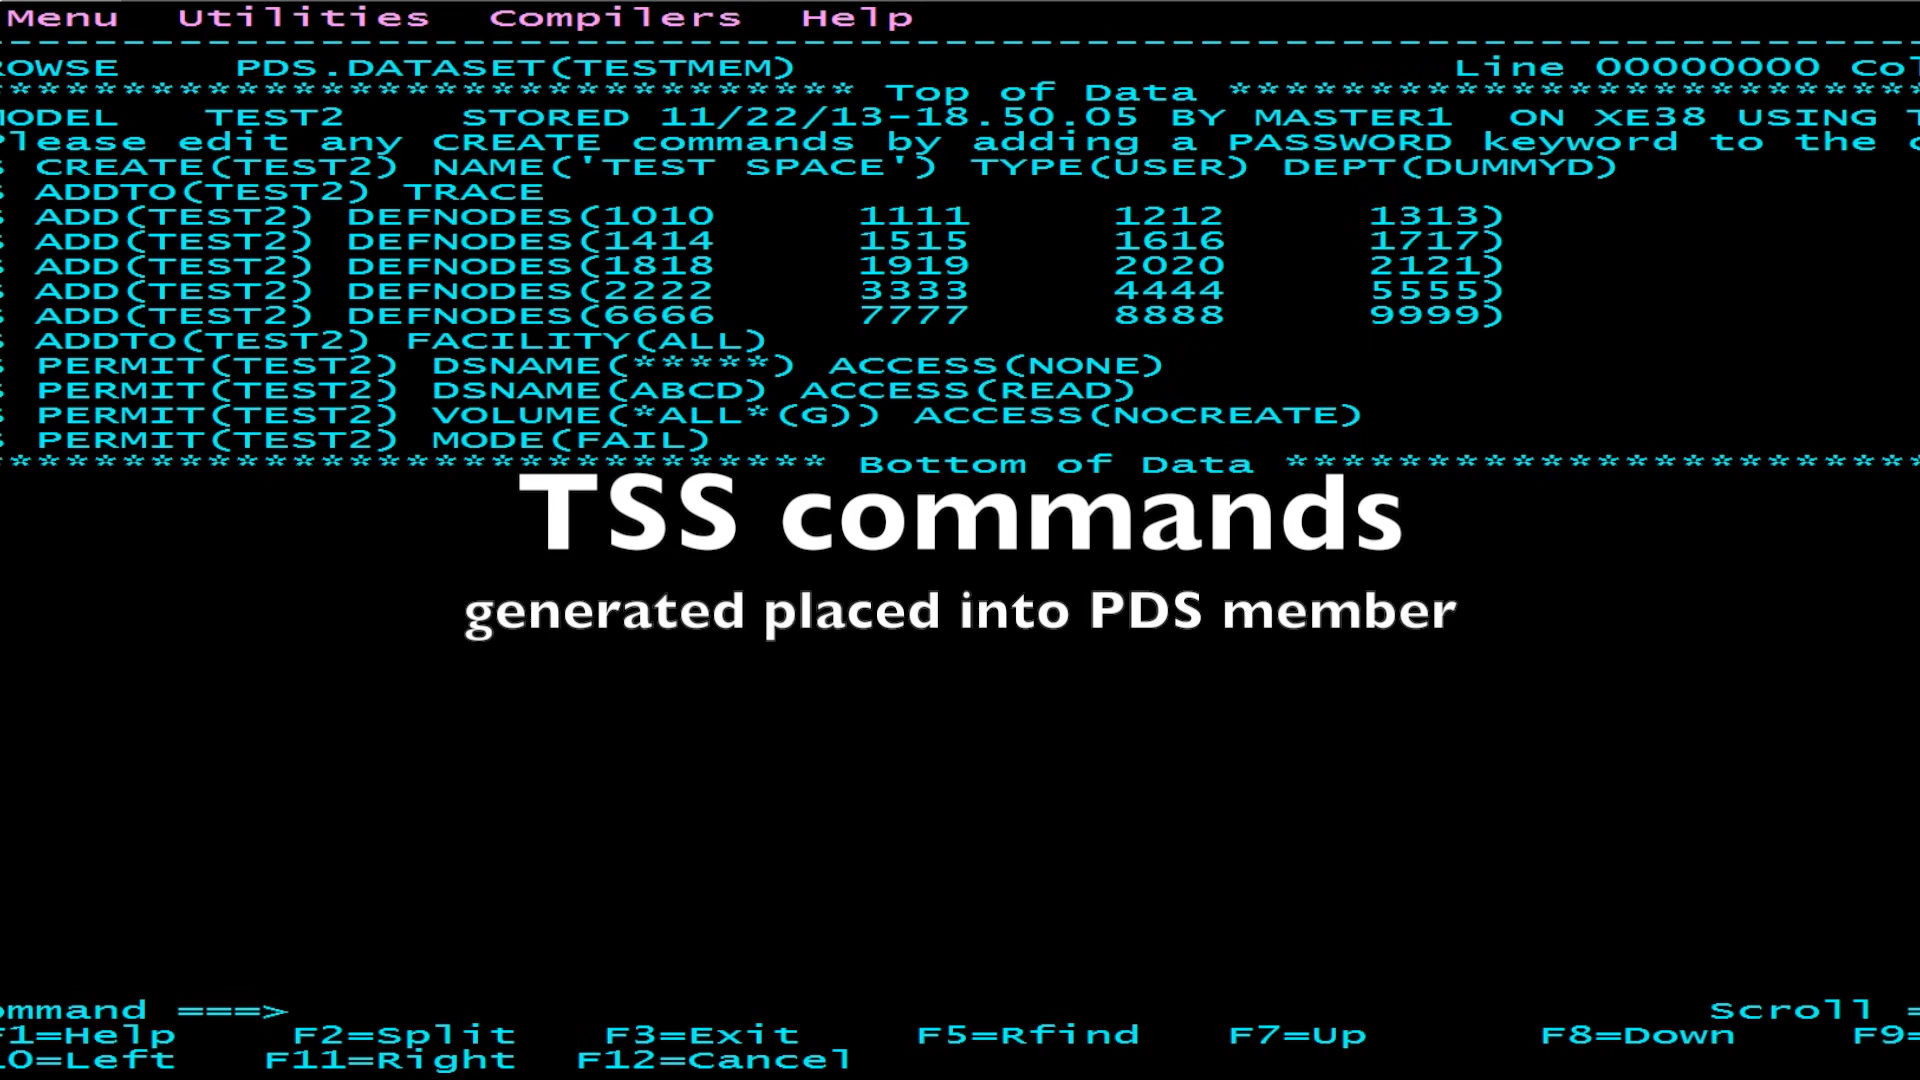 Menu Utilities Compilers Help
OWSE PDS.DATASET(TESTMEM) Line 00000000 Col
****************************** Top of Data *************************
MODEL TEST2 STORED 11/22/13-18.50.05 BY MASTER1 ON XE38 USING T
Please edit any CREATE commands by adding a PASSWORD keyword to the
S CREATE(TEST2) NAME('TEST SPACE') TYPE(USER) DEPT(DUMMYD)
S ADDTO(TEST2) TRACE
S ADD(TEST2) DEFNODES(1010 1111 1212 1313)
S ADD(TEST2) DEFNODES(1414 1515 1616 1717)
S ADD(TEST2) DEFNODES(1818 1919 2020 2121)
S ADD(TEST2) DEFNODES(2222 3333 4444 5555)
S ADD(TEST2) DEFNODES(6666 7777 8888 9999)
S ADDTO(TEST2) FACILITY(ALL)
S PERMIT(TEST2) DSNAME(*****) ACCESS(NONE)
S PERMIT(TEST2) DSNAME(ABCD) ACCESS(READ)
S PERMIT(TEST2) VOLUME(*ALL*(G)) ACCESS(NOCREATE)
S PERMIT(TEST2) MODE(FAIL)
***************************** Bottom of Data ***********************
TSS commands
generated placed into PDS member
ommand ===> Scroll =
F1=Help F2=Split F3=Exit F5=Rfind F7=Up F8=Down F9=
10=Left F11=Right F12=Cancel